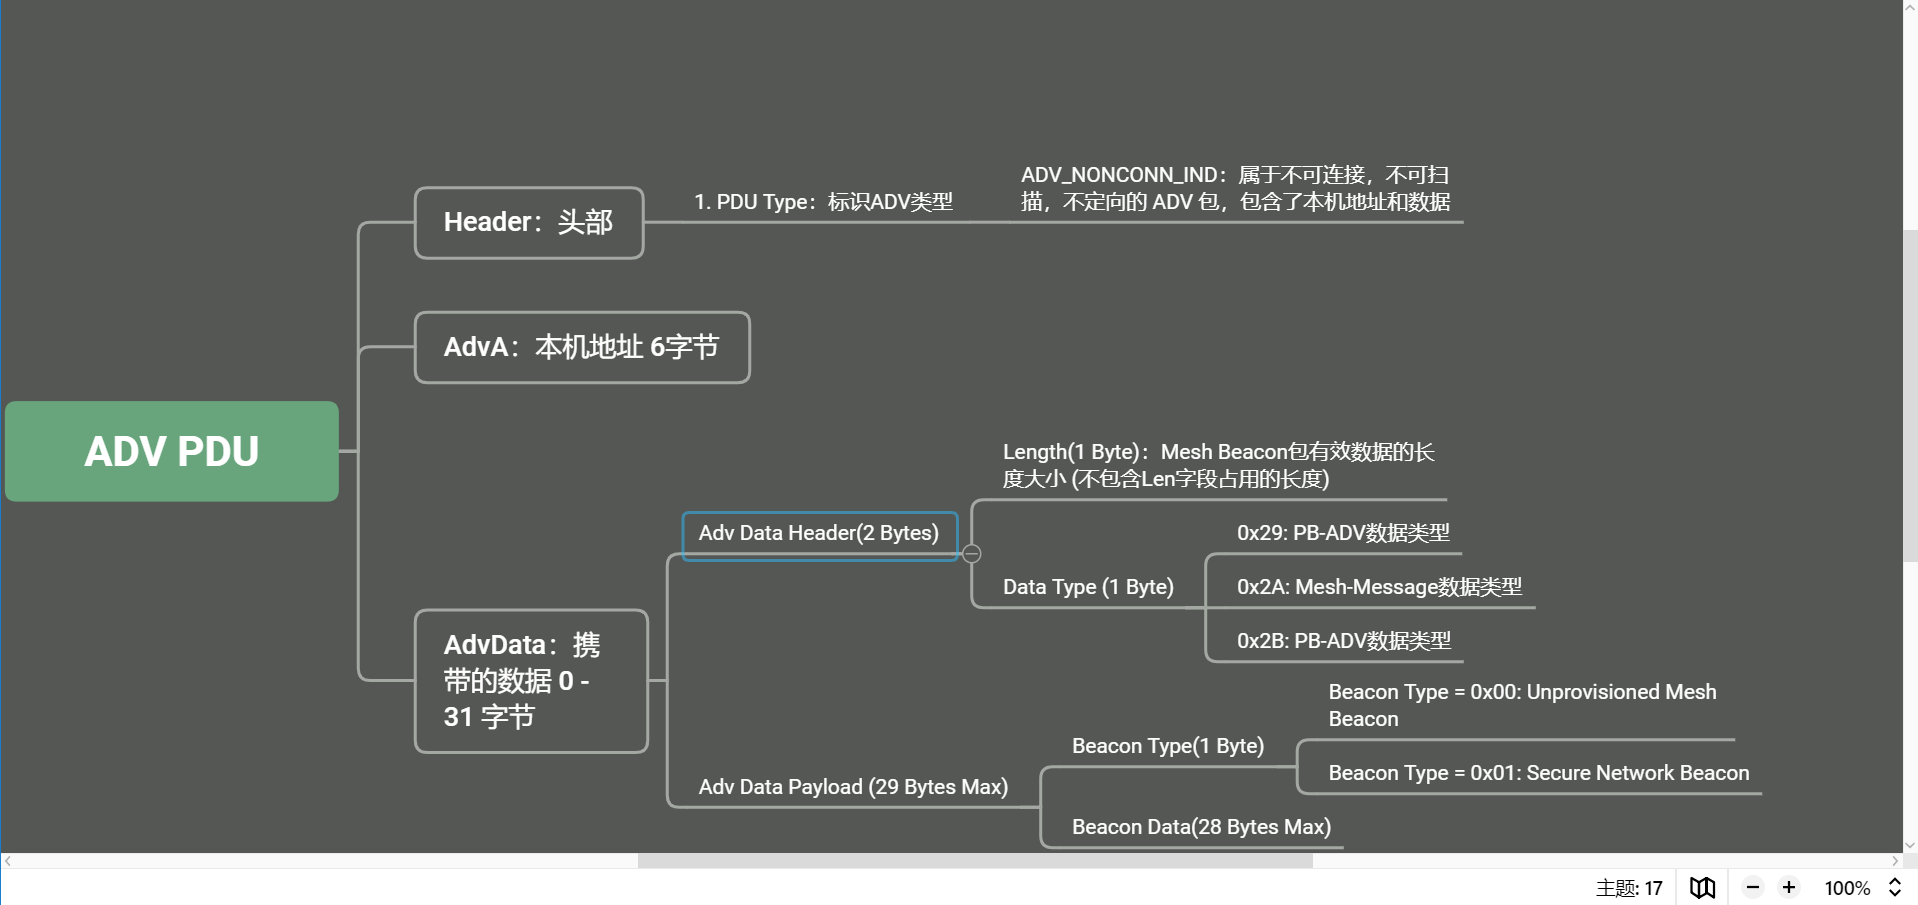 ADV PDU
Header：头部
1. PDU Type：标识ADV类型
ADV_NONCONN_IND：属于不可连接，不可扫
描，不定向的 ADV 包，包含了本机地址和数据
AdvA：本机地址 6字节
AdvData：携
带的数据 0 -
31 字节
Adv Data Header(2 Bytes)
Length(1 Byte)：Mesh Beacon包有效数据的长
度大小 (不包含Len字段占用的长度)
Data Type (1 Byte)
0x29: PB-ADV数据类型
0x2A: Mesh-Message数据类型
0x2B: PB-ADV数据类型
Adv Data Payload (29 Bytes Max)
Beacon Type(1 Byte)
Beacon Type = 0x00: Unprovisioned Mesh
Beacon
Beacon Type = 0x01: Secure Network Beacon
Beacon Data(28 Bytes Max)
主题: 17
100%